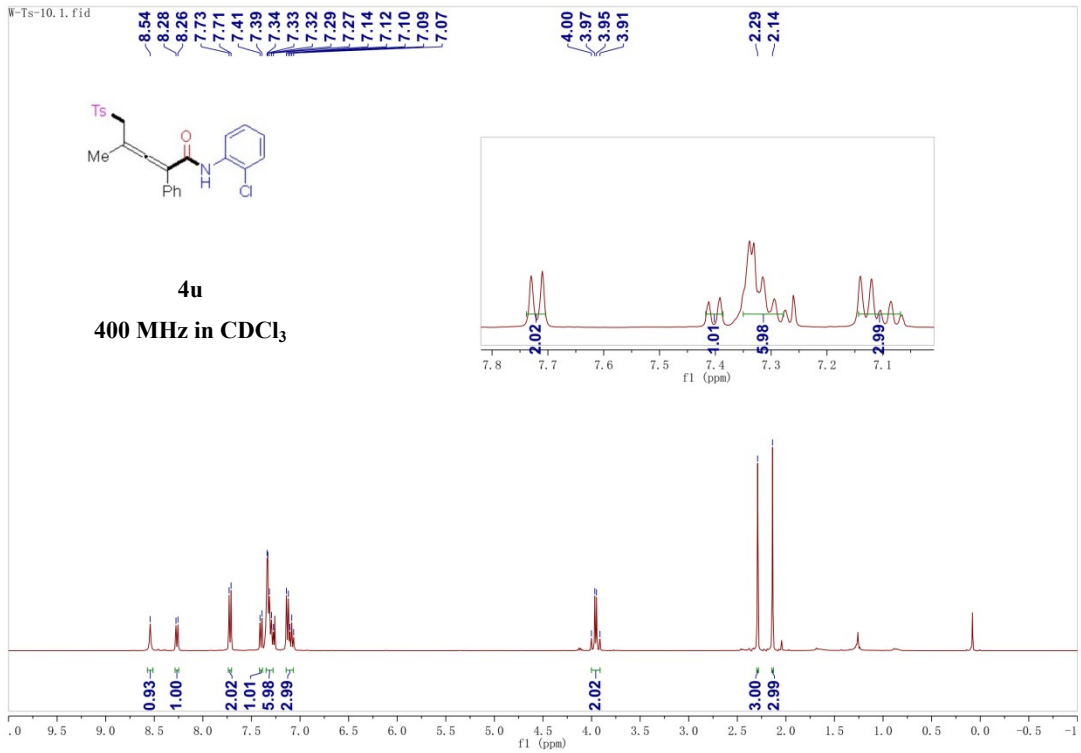 W-Ts-10.1.fid
8.54
8.28
8.26
7.73
7.71
7.41
7.39
7.34
7.33
7.32
7.29
7.27
7.14
7.12
7.10
7.09
7.07
4.00
3.97
3.95
3.91
2.29
2.14
Ts
O
Me
N
H
Ph
Cl
4u
400 MHz in CDCl₃
2.02
1.01
5.98
2.99
7.8 7.7 7.6 7.5 7.4 7.3 7.2 7.1
f1 (ppm)
0.93
1.00
2.02
1.01
5.98
2.99
2.02
3.00
2.99
.0 9.5 9.0 8.5 8.0 7.5 7.0 6.5 6.0 5.5 5.0 4.5 4.0 3.5 3.0 2.5 2.0 1.5 1.0 0.5 0.0 -0.5 -1
f1 (ppm)